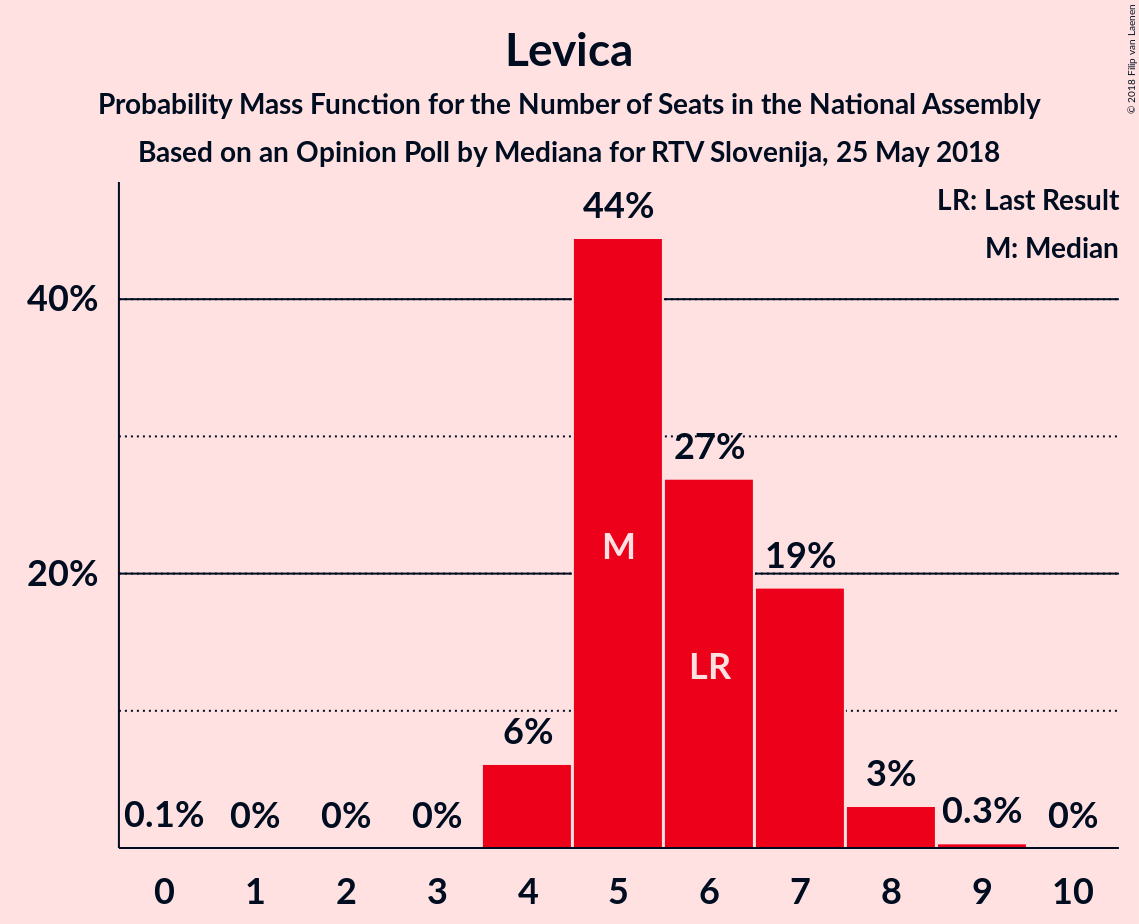 Levica
Probability Mass Function for the Number of Seats in the National Assembly
Based on an Opinion Poll by Mediana for RTV Slovenija, 25 May 2018
© 2018 Filip van Laenen
LR: Last Result
M: Median
44%
40%
27%
M
19%
20%
LR
6%
3%
0.1% 0% 0% 0% 0.3% 0%
0 1 2 3 4 5 6 7 8 9 10